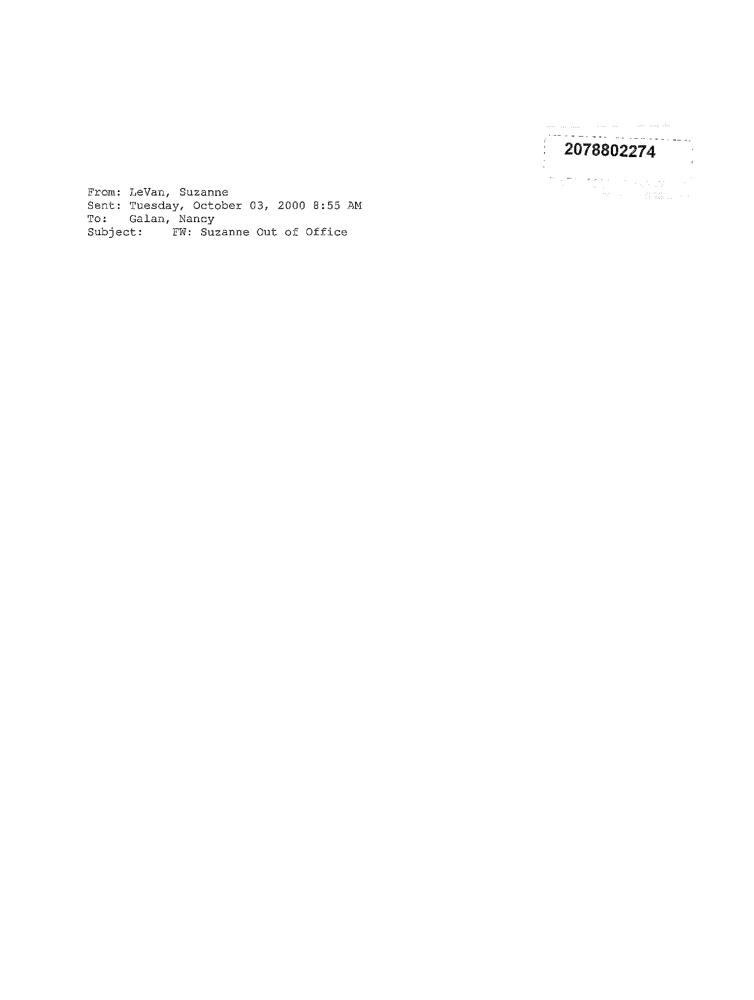 2078802274
From: LeVan, Suzanne
Sent: Tuesday, October 03, 2000 8:55 AM
To: Galan, Nancy
Subject: FW: Suzanne Out of Office